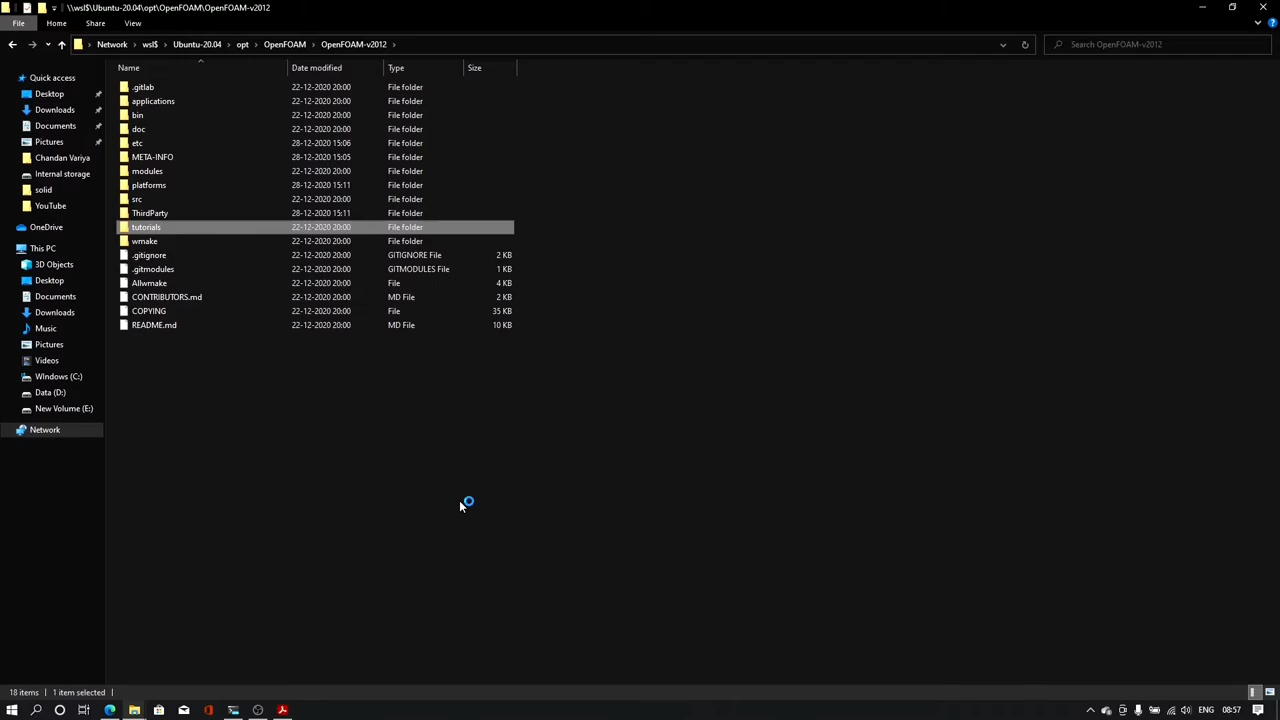 \\wsl$\Ubuntu-20.04\opt\OpenFOAM\OpenFOAM-v2012
File Home Share View
Network > wsl$ > Ubuntu-20.04 > opt > OpenFOAM > OpenFOAM-v2012 >
Search OpenFOAM-v2012
Name Date modified Type Size
Quick access
Desktop
Downloads
Documents
Pictures
Chandan Variya
Internal storage
solid
YouTube
OneDrive
This PC
3D Objects
Desktop
Documents
Downloads
Music
Pictures
Videos
Windows (C:)
Data (D:)
New Volume (E:)
Network
.gitlab 22-12-2020 20:00 File folder
applications 22-12-2020 20:00 File folder
bin 22-12-2020 20:00 File folder
doc 22-12-2020 20:00 File folder
etc 28-12-2020 15:06 File folder
META-INFO 28-12-2020 15:05 File folder
modules 22-12-2020 20:00 File folder
platforms 28-12-2020 15:11 File folder
src 22-12-2020 20:00 File folder
ThirdParty 28-12-2020 15:11 File folder
tutorials 22-12-2020 20:00 File folder
wmake 22-12-2020 20:00 File folder
.gitignore 22-12-2020 20:00 GITIGNORE File 2 KB
.gitmodules 22-12-2020 20:00 GITMODULES File 1 KB
Allwmake 22-12-2020 20:00 File 4 KB
CONTRIBUTORS.md 22-12-2020 20:00 MD File 2 KB
COPYING 22-12-2020 20:00 File 35 KB
README.md 22-12-2020 20:00 MD File 10 KB
18 items 1 item selected
ENG 08:57